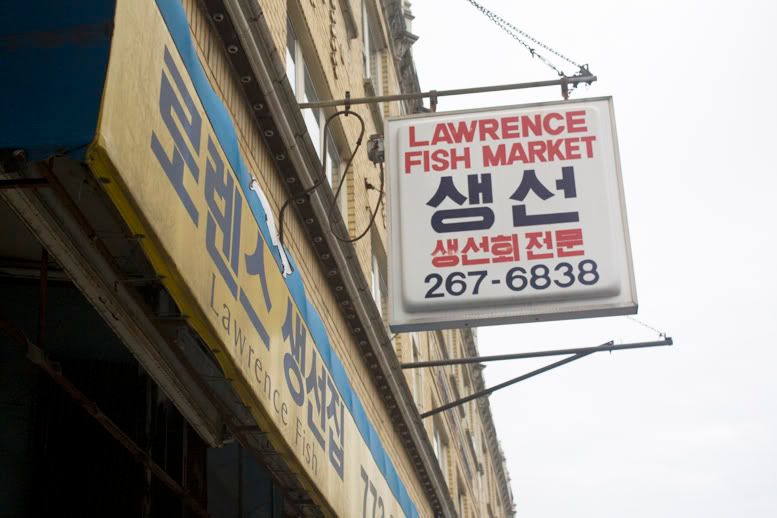 LAWRENCE
FISH MARKET
생선
생선회 전문
267-6838
로렌스 생선집
Lawrence Fish
773